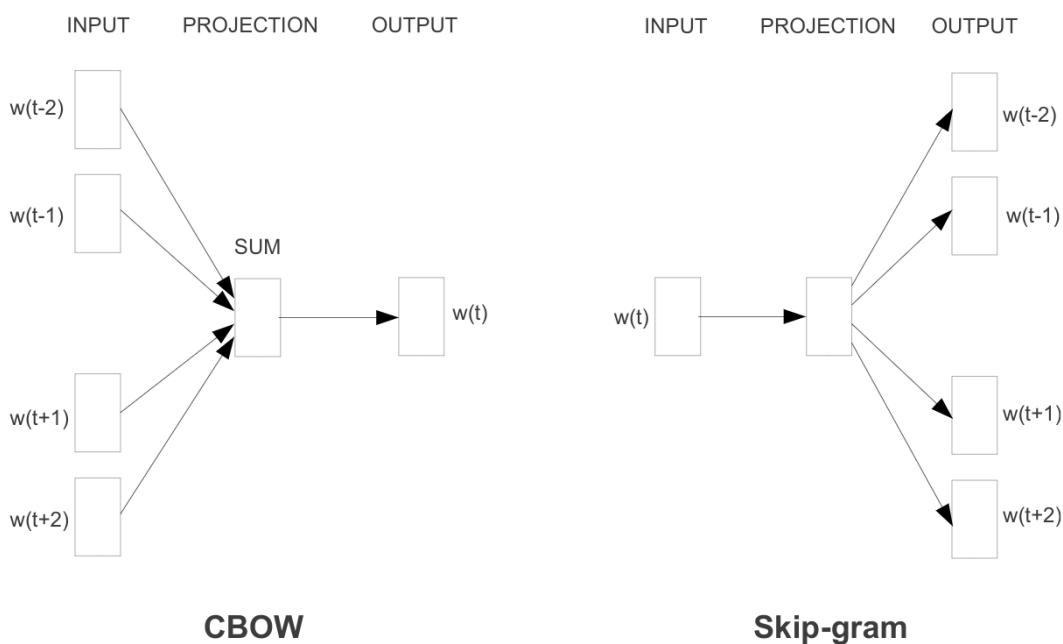 INPUT PROJECTION OUTPUT
w(t-2)
w(t-1)
SUM
w(t)
w(t+1)
w(t+2)
CBOW
INPUT PROJECTION OUTPUT
w(t-2)
w(t-1)
w(t)
w(t+1)
w(t+2)
Skip-gram